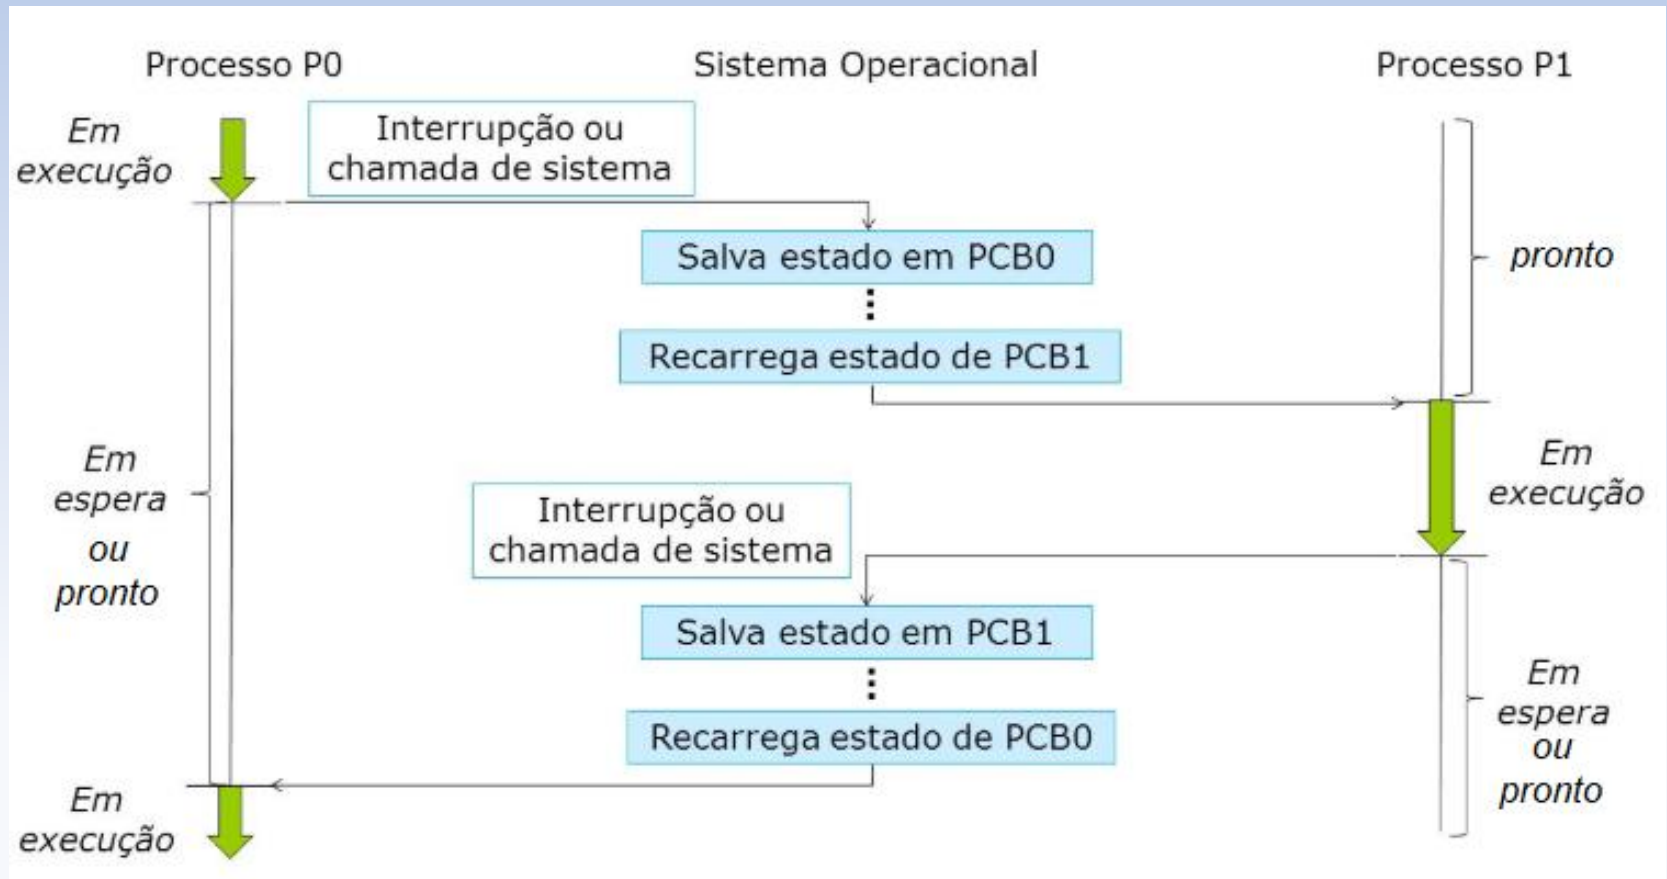 Processo P0
Sistema Operacional
Processo P1
Em
execução
Interrupção ou
chamada de sistema
Salva estado em PCB0
pronto
Recarrega estado de PCB1
Em
espera
ou
pronto
Em
execução
Interrupção ou
chamada de sistema
Salva estado em PCB1
Recarrega estado de PCB0
Em
espera
ou
pronto
Em
execução